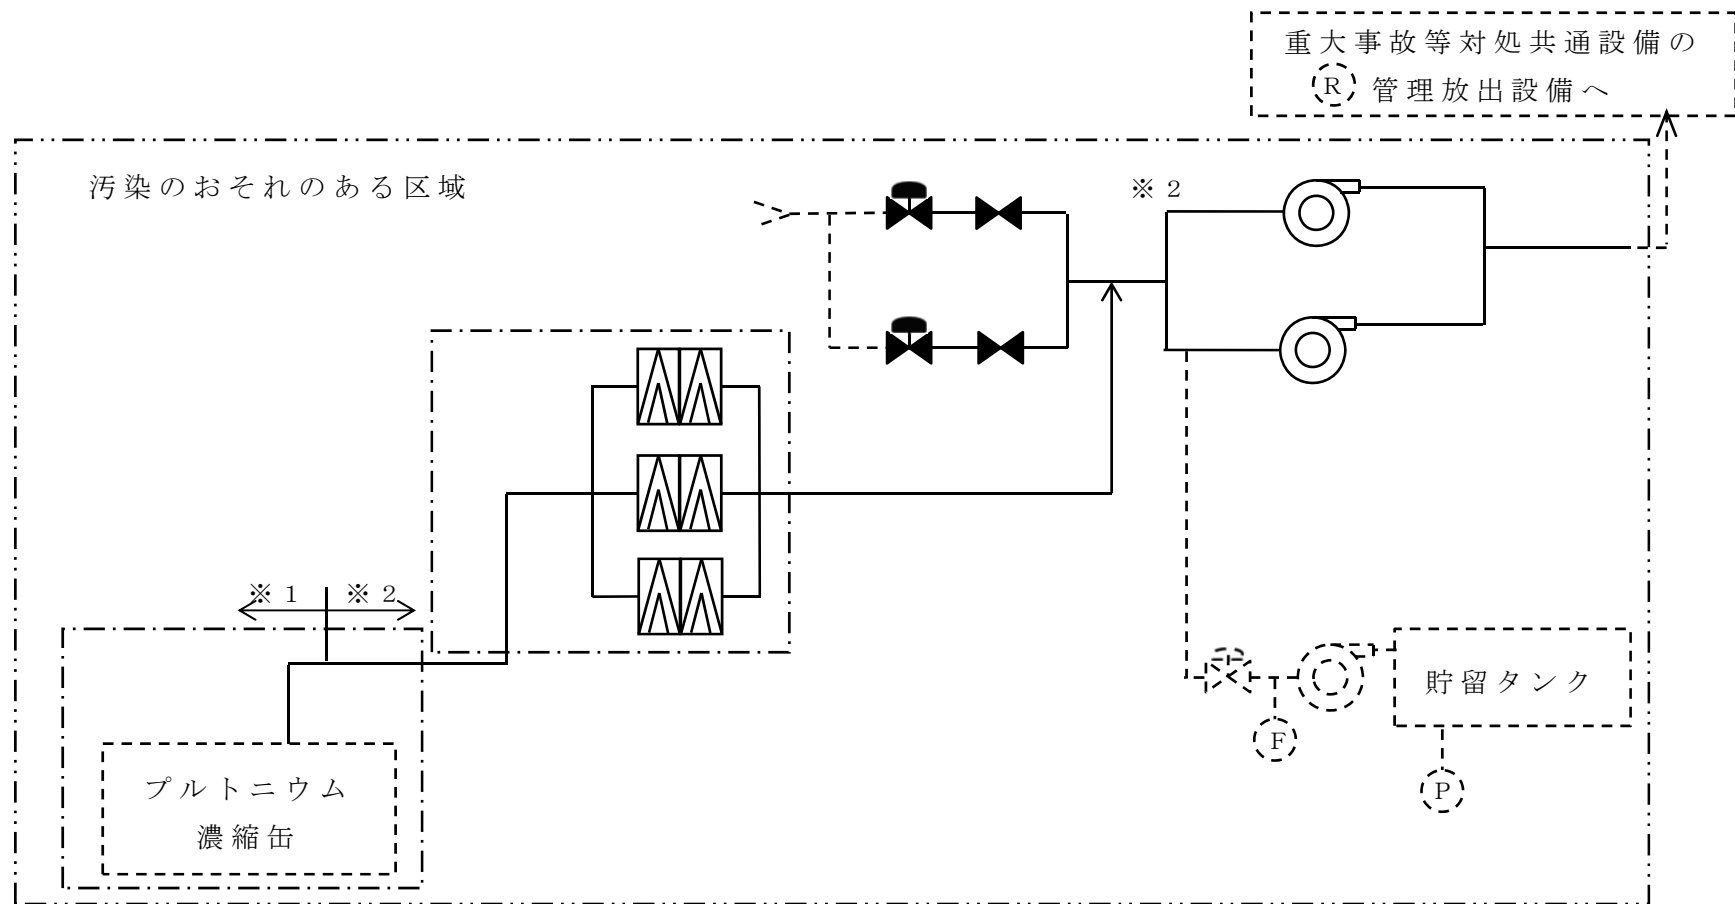 重大事故等対処共通設備の
R 管理放出設備へ
汚染のおそれのある区域
※2
※1 ※2
貯留タンク
F
P
プルトニウム
濃縮缶